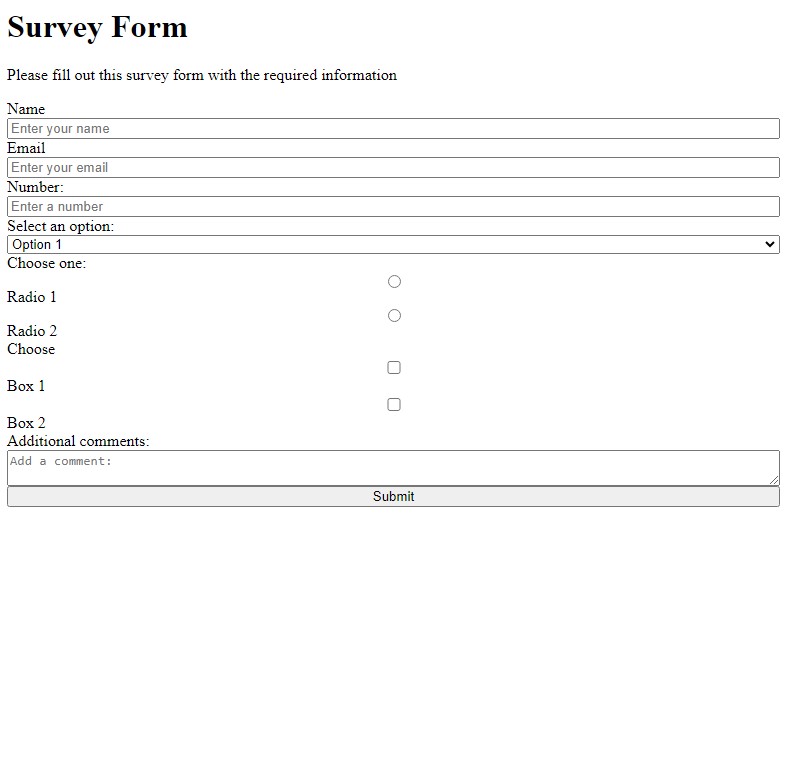 Survey Form
Please fill out this survey form with the required information
Name
Enter your name
Email
Enter your email
Number:
Enter a number
Select an option:
Option 1
Choose one:
Radio 1
Radio 2
Choose
Box 1
Box 2
Additional comments:
Add a comment:
Submit